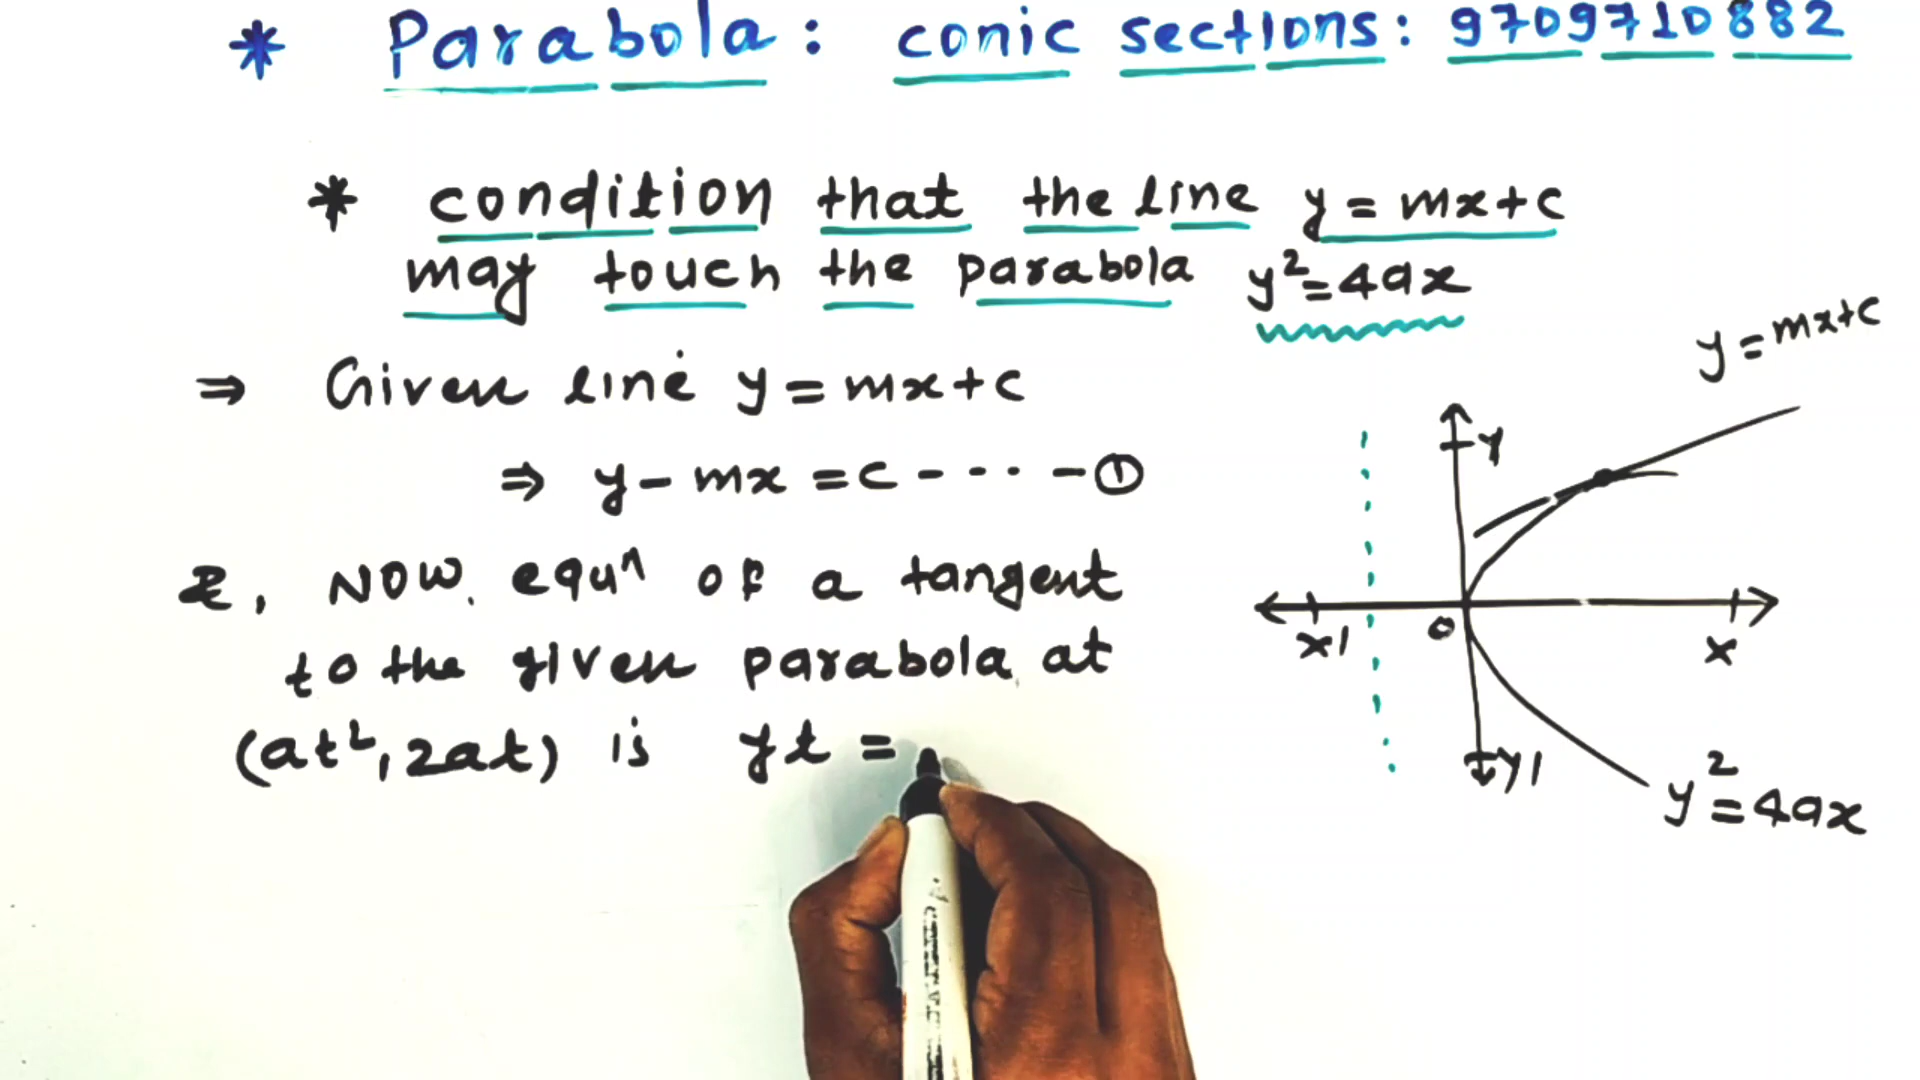 * Parabola: conic sections: 9709710882
* condition that the line y = mx+c
may touch the parabola y²=4ax
⇒ Given line y = mx+c
⇒ y - mx = c - - - - - ①
&, NOW. equⁿ of a tangent
to the given parabola at
(at², 2at) is yt =
y = mx+c
Y
X'
O
X
Y'
y² = 4ax